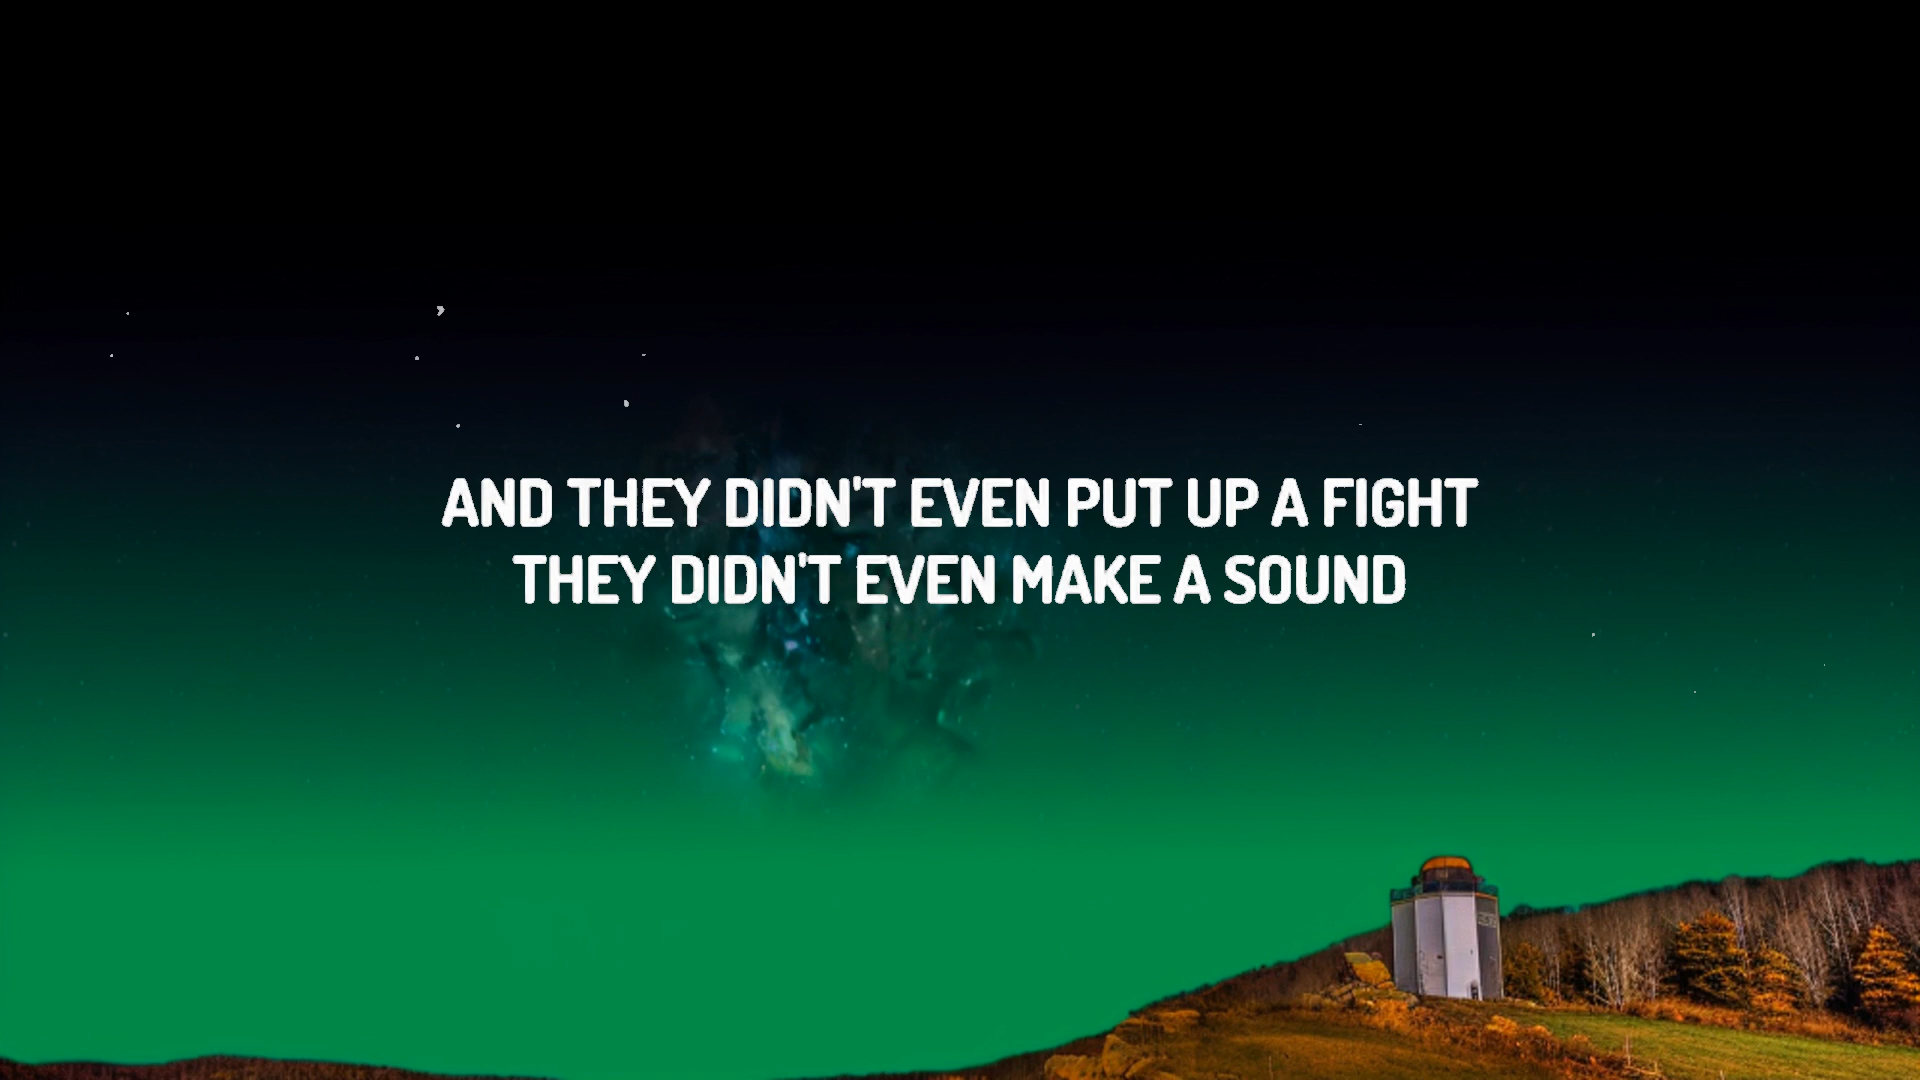 AND THEY DIDN'T EVEN PUT UP A FIGHT
THEY DIDN'T EVEN MAKE A SOUND